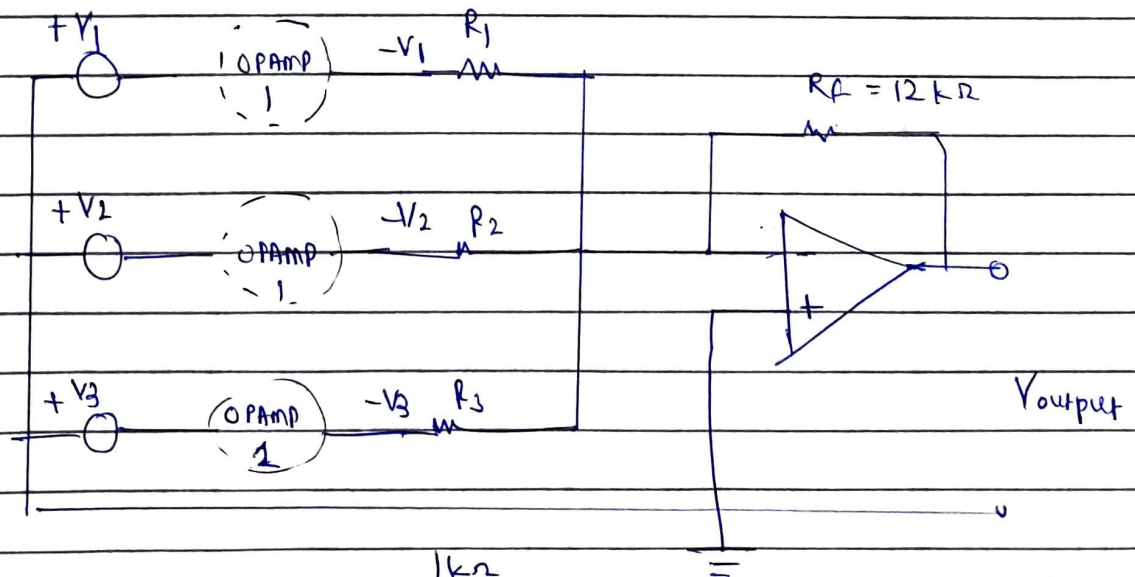 +V1
OPAMP
1
-V1
R1
Rf = 12 kΩ
+V2
OPAMP
1
-V2
R2
-
+
+V3
OPAMP
1
-V3
R3
Voutput
1kΩ